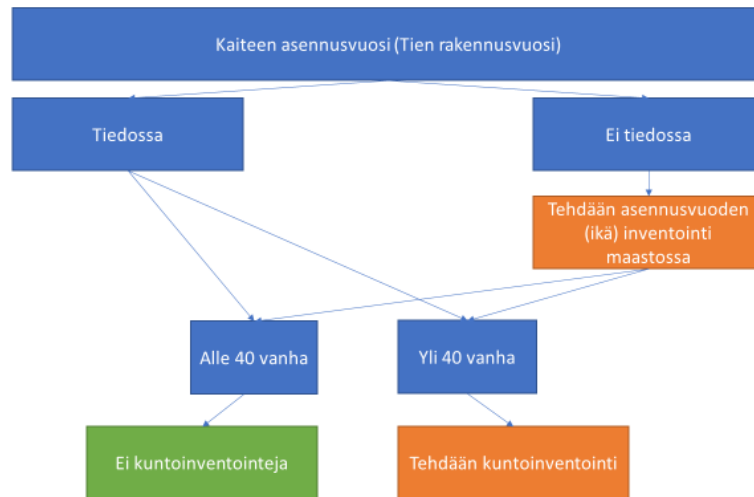 Kaiteen asennusvuosi (Tien rakennusvuosi)
Tiedossa
Ei tiedossa
Tehdään asennusvuoden
(ikä) inventointi
maastossa
Alle 40 vanha
Yli 40 vanha
Ei kuntoinventointeja
Tehdään kuntoinventointi